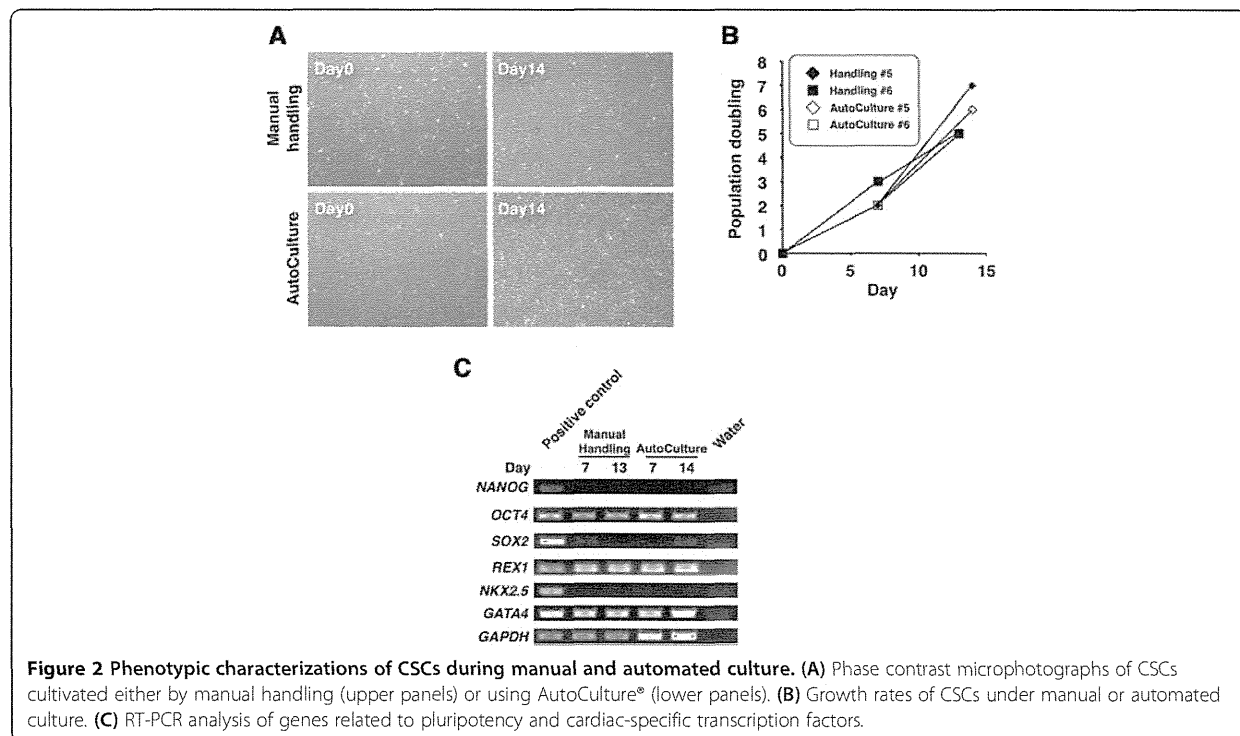 A
Manual handling
Day0
Day14
AutoCulture
Day0
Day14
B
Population doubling
8
7
6
5
4
3
2
1
0
Handling #5
Handling #6
AutoCulture #5
AutoCulture #6
0 5 10 15
Day
C
Positive control
Manual Handling
AutoCulture
Water
Day 7 13 7 14
NANOG
OCT4
SOX2
REX1
NKX2.5
GATA4
GAPDH
Figure 2 Phenotypic characterizations of CSCs during manual and automated culture. (A) Phase contrast microphotographs of CSCs
cultivated either by manual handling (upper panels) or using AutoCulture® (lower panels). (B) Growth rates of CSCs under manual or automated
culture. (C) RT-PCR analysis of genes related to pluripotency and cardiac-specific transcription factors.